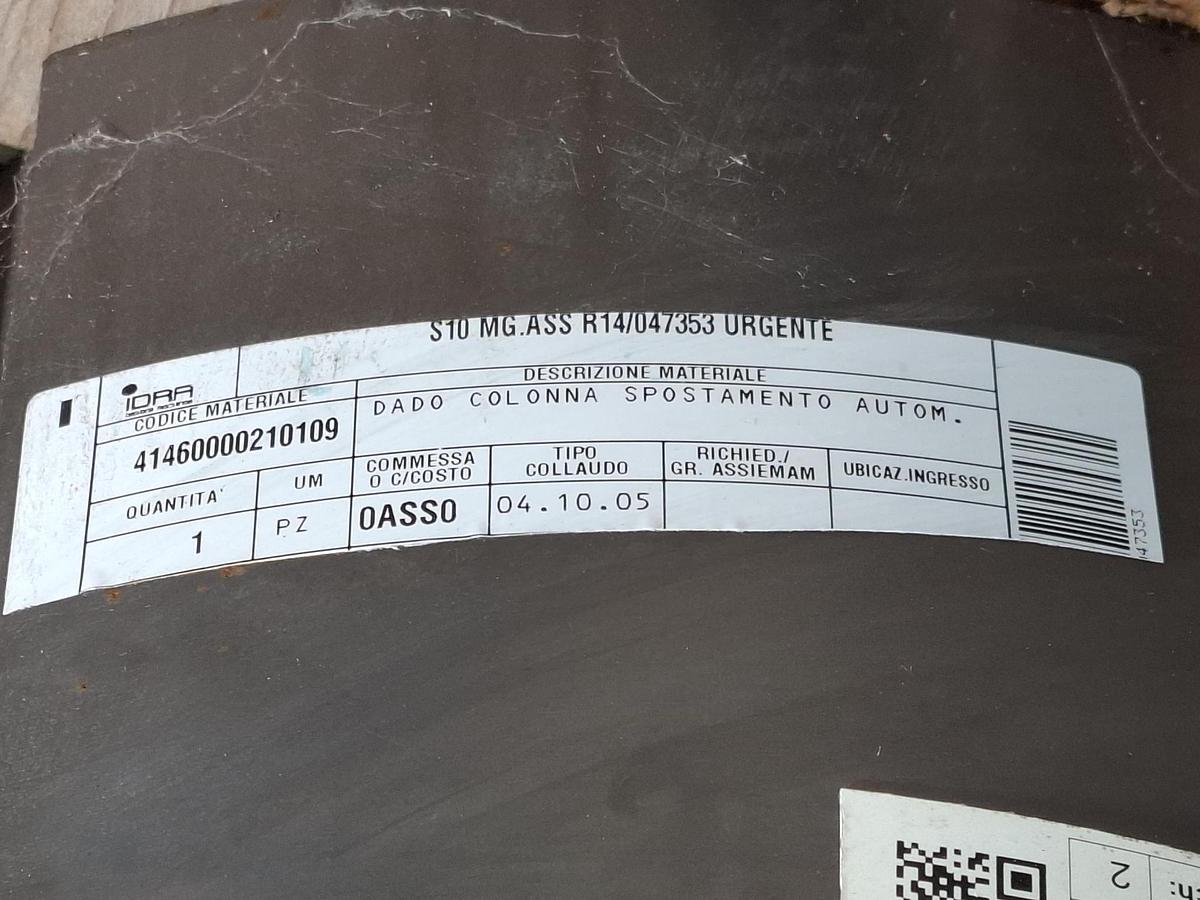 S10 MG.ASS R14/047353 URGENTE
IDRA
CODICE MATERIALE
DESCRIZIONE MATERIALE
41460000210109
DADO COLONNA SPOSTAMENTO AUTOM.
QUANTITA'
UM
COMMESSA
O C/COSTO
TIPO
COLLAUDO
RICHIED./
GR. ASSIEMAM
UBICAZ.INGRESSO
1
PZ
0ASS0
04.10.05
47353
2